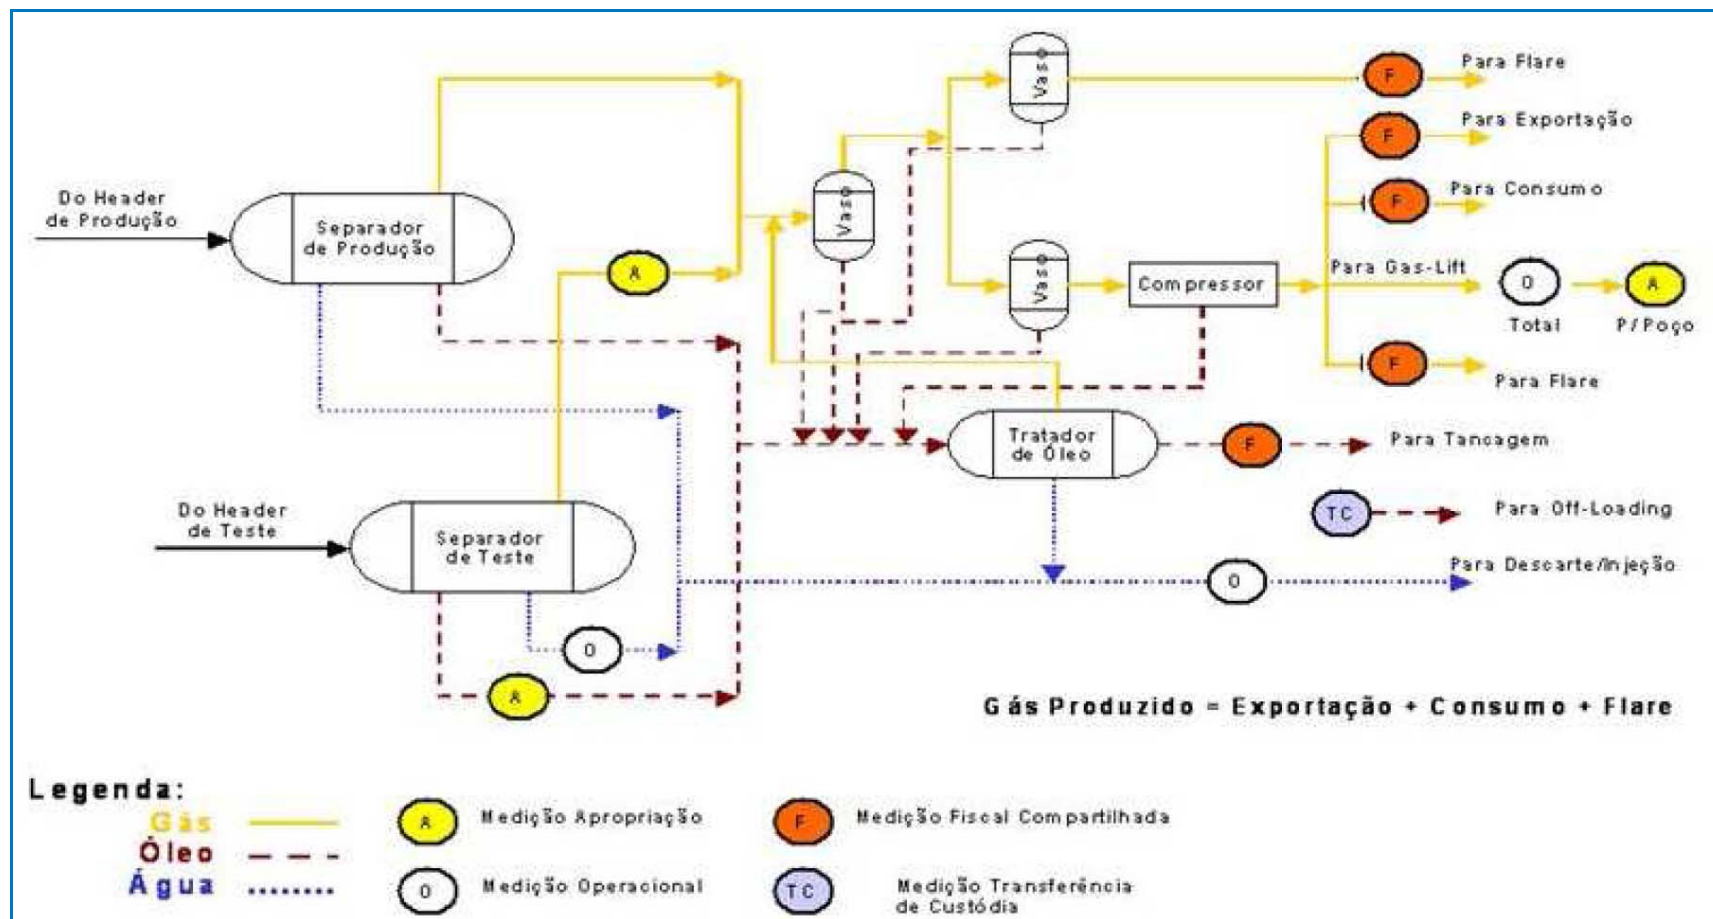 Vaso
F
Para Flare
F
Para Exportação
Vaso
F
Para Consumo
Do Header
de Produção
Separador
de Produção
A
Vaso
Compressor
Para Gas-Lift
O
A
Total
P/Poço
F
Para Flare
Tratador
de Óleo
F
Para Tancagem
Do Header
de Teste
Separador
de Teste
TC
Para Off-Loading
O
Para Descarte/Injeção
O
A
Gás Produzido = Exportação + Consumo + Flare
Legenda:
Gás
A
Medição Apropriação
F
Medição Fiscal Compartilhada
Óleo
Água
O
Medição Operacional
TC
Medição Transferência
de Custódia